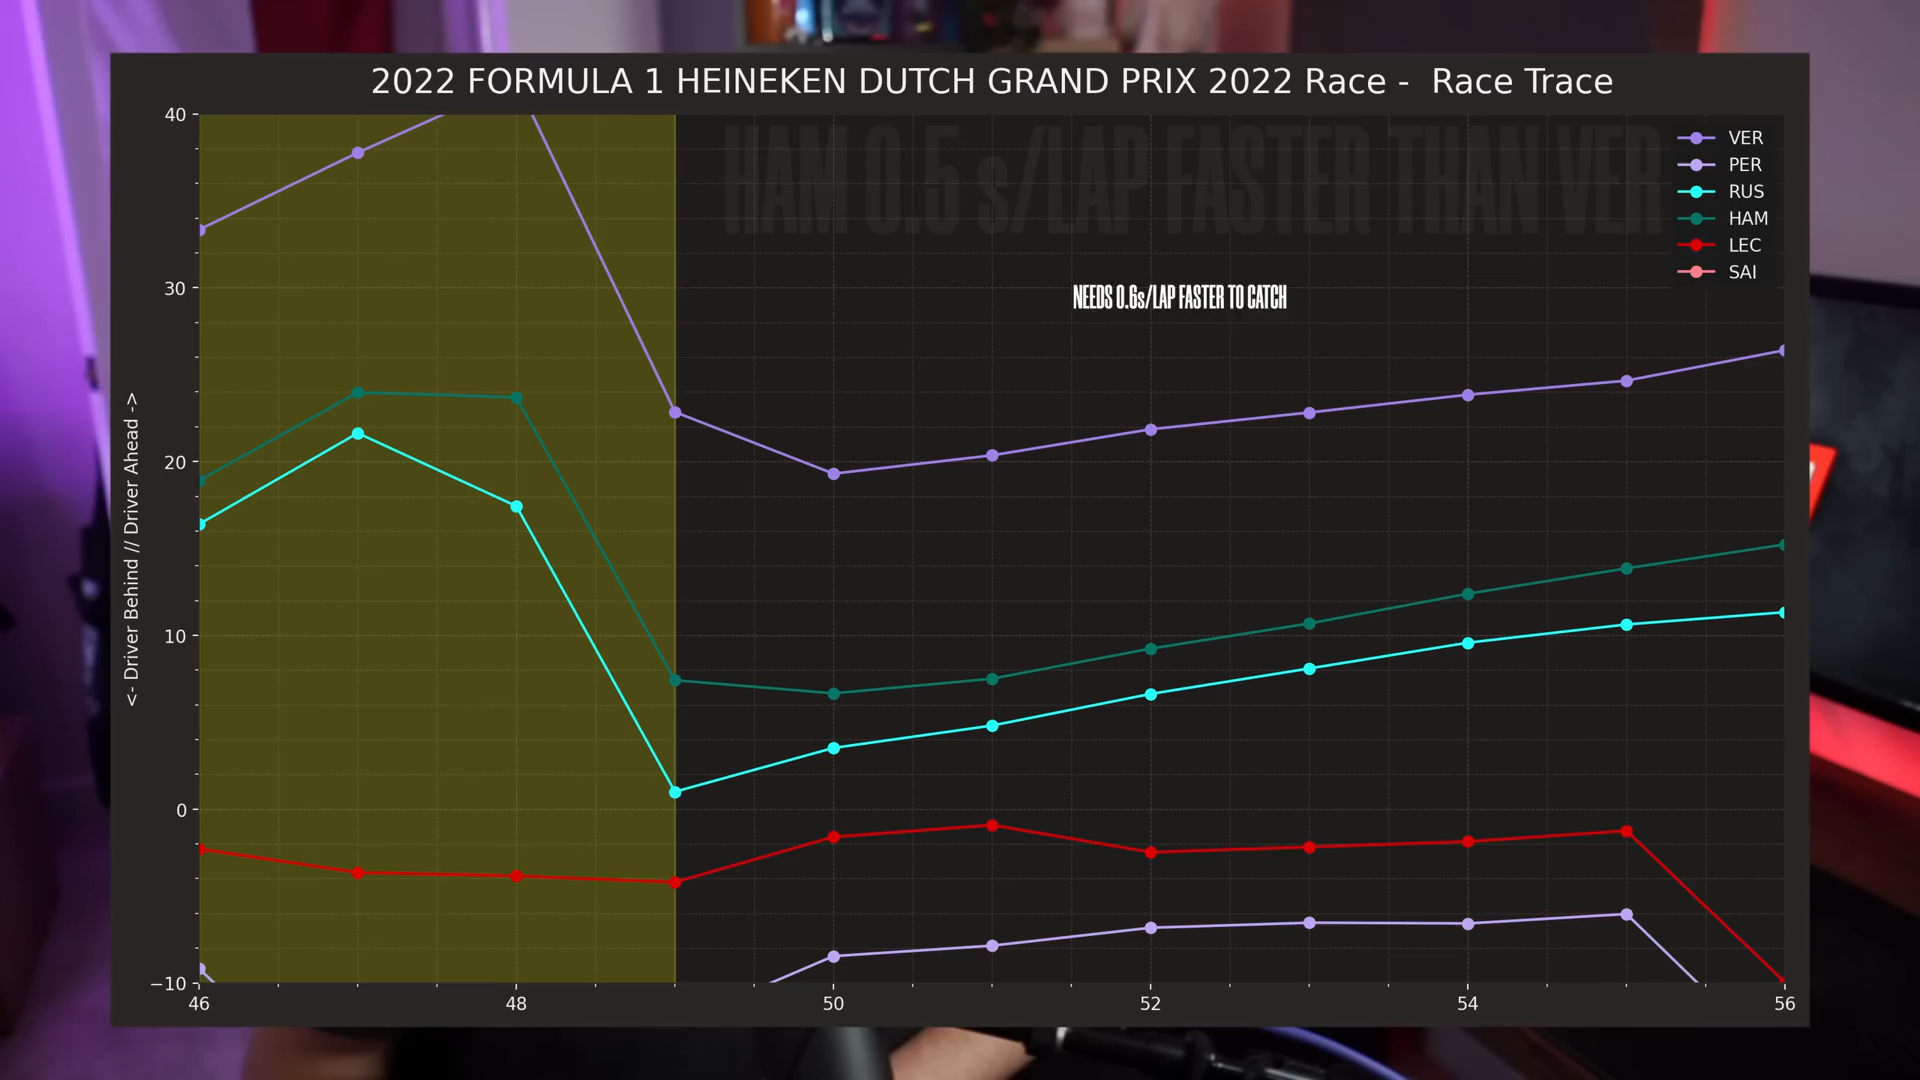 2022 FORMULA 1 HEINEKEN DUTCH GRAND PRIX 2022 Race - Race Trace
HAM 0.5 s/LAP FASTER THAN VER
NEEDS 0.6s/LAP FASTER TO CATCH
VER
PER
RUS
HAM
LEC
SAI
<- Driver Behind // Driver Ahead ->
40
30
20
10
0
−10
46
48
50
52
54
56